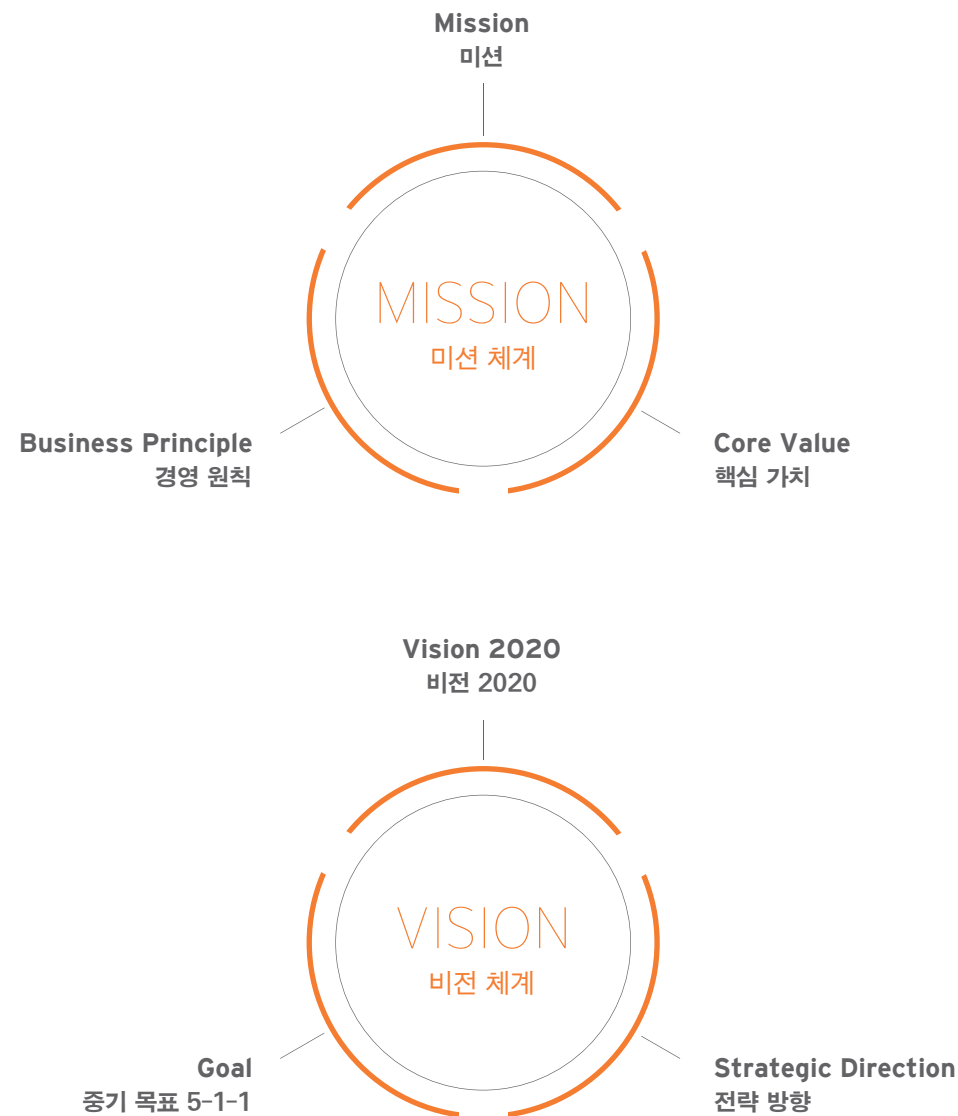 Mission
미션
MISSION
미션 체계
Business Principle
경영 원칙
Core Value
핵심 가치
Vision 2020
비전 2020
VISION
비전 체계
Goal
중기 목표 5-1-1
Strategic Direction
전략 방향